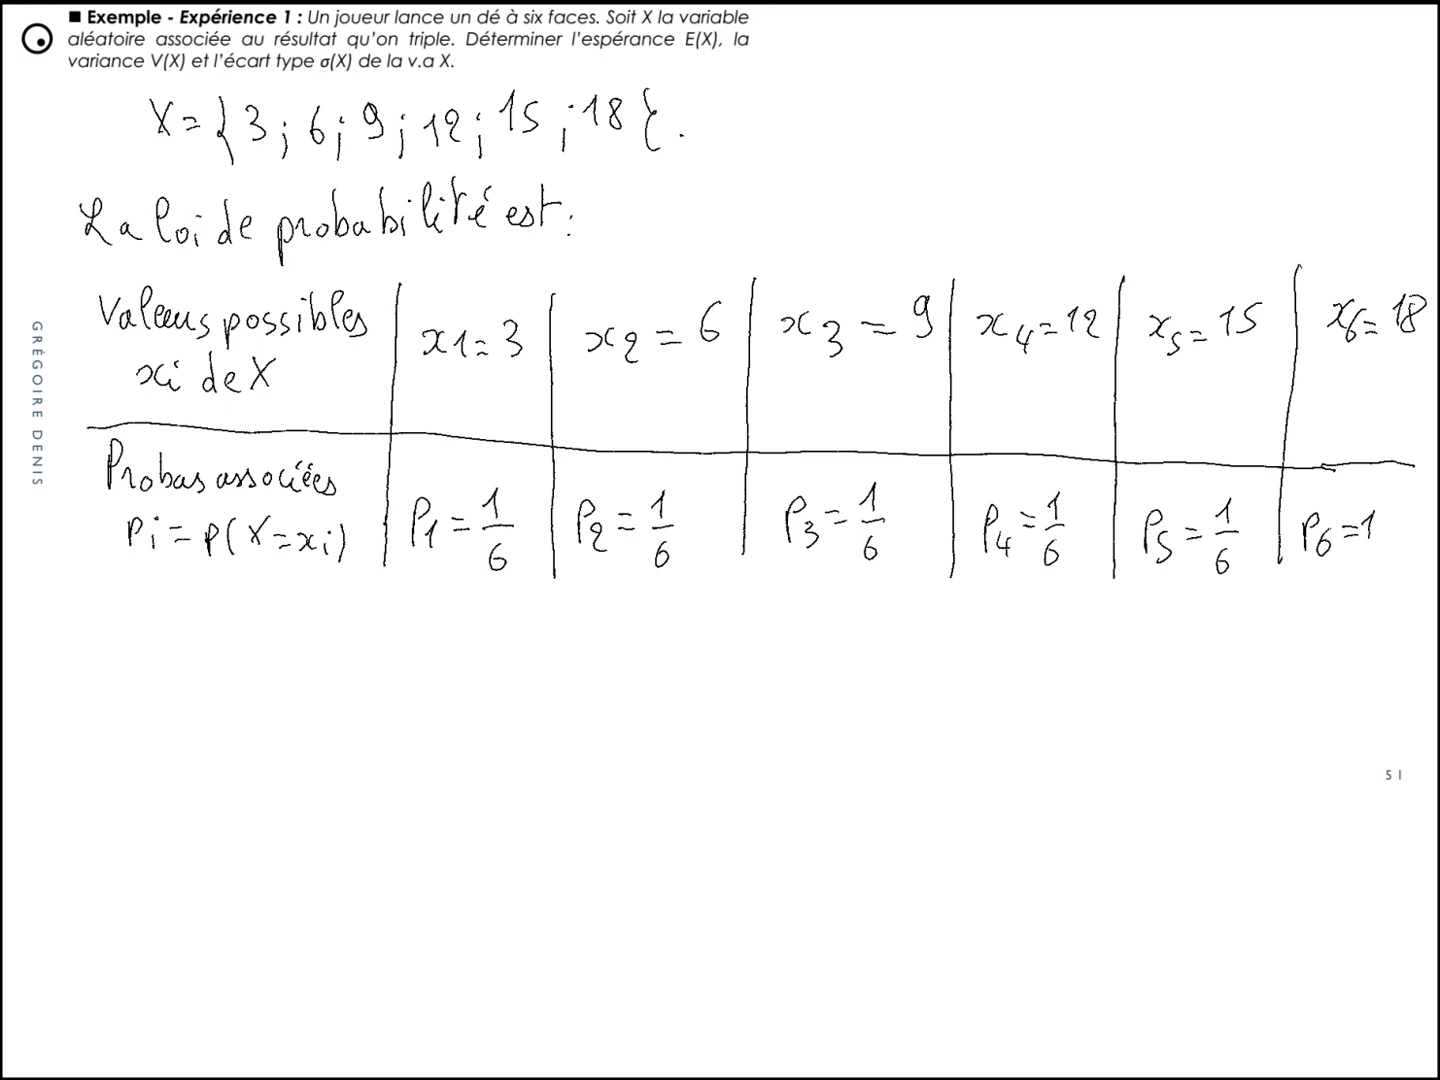 ■ Exemple - Expérience 1 : Un joueur lance un dé à six faces. Soit X la variable
aléatoire associée au résultat qu'on triple. Déterminer l'espérance E(X), la
variance V(X) et l'écart type σ(X) de la v.a X.
X = { 3 ; 6 ; 9 ; 12 ; 15 ; 18 } .
La loi de probabilité est :
Valeurs possibles xi de X | x1 = 3 | x2 = 6 | x3 = 9 | x4 = 12 | x5 = 15 | x6 = 18
Probas associées Pi = P(X = xi) | P1 = 1/6 | P2 = 1/6 | P3 = 1/6 | P4 = 1/6 | P5 = 1/6 | P6 = 1
GRÉGOIRE DENIS
51